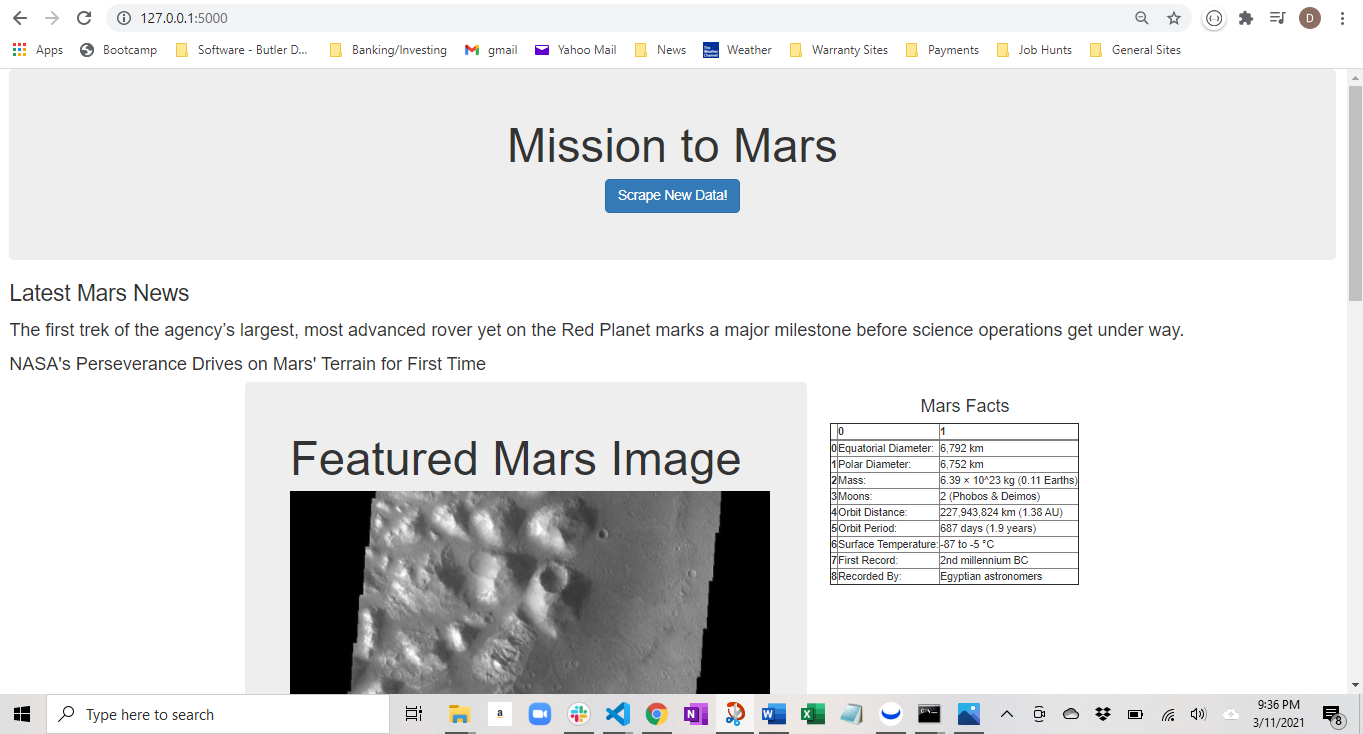 127.0.0.1:5000
D
Apps Bootcamp Software - Butler D... Banking/Investing gmail Yahoo Mail News Weather Warranty Sites Payments Job Hunts General Sites
Mission to Mars
Scrape New Data!
Latest Mars News
The first trek of the agency’s largest, most advanced rover yet on the Red Planet marks a major milestone before science operations get under way.
NASA's Perseverance Drives on Mars' Terrain for First Time
Featured Mars Image
Mars Facts
0 1
0 Equatorial Diameter: 6,792 km
1 Polar Diameter: 6,752 km
2 Mass: 6.39 × 10^23 kg (0.11 Earths)
3 Moons: 2 (Phobos & Deimos)
4 Orbit Distance: 227,943,824 km (1.38 AU)
5 Orbit Period: 687 days (1.9 years)
6 Surface Temperature: -87 to -5 °C
7 First Record: 2nd millennium BC
8 Recorded By: Egyptian astronomers
Type here to search
a
9:36 PM
3/11/2021
8